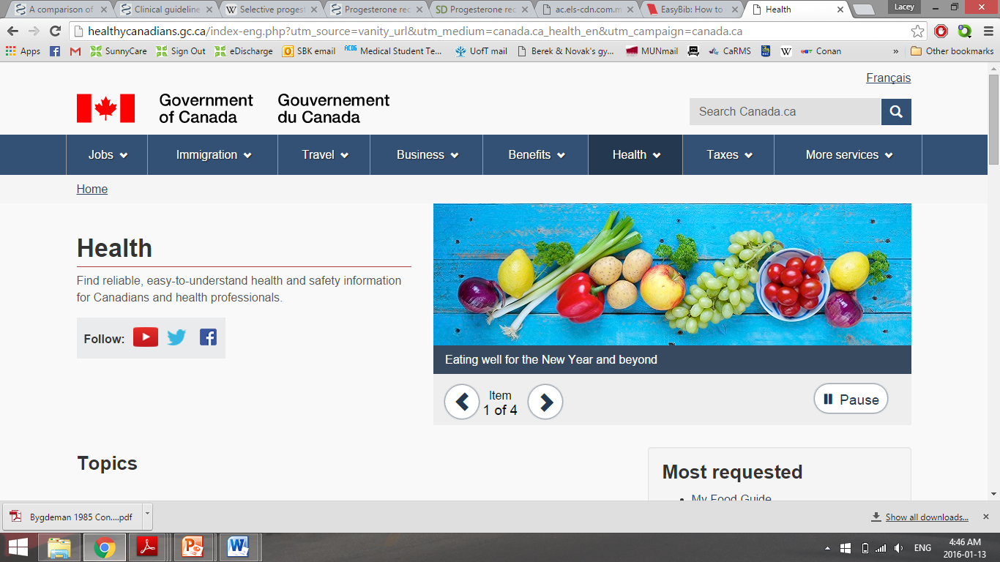 A comparison of
Clinical guideline
Selective progest
Progesterone rec
SD Progesterone rec
ac.els-cdn.com.m
EasyBib: How to
Health
Lacey
healthycanadians.gc.ca/index-eng.php?utm_source=vanity_url&utm_medium=canada.ca_health_en&utm_campaign=canada.ca
Apps
SunnyCare
Sign Out
eDischarge
SBK email
ACOG
Medical Student Te...
UofT mail
Berek & Novak's gy...
MUNmail
CaRMS
Conan
»
Other bookmarks
Français
Government of Canada
Gouvernement du Canada
Search Canada.ca
Jobs
Immigration
Travel
Business
Benefits
Health
Taxes
More services
Home
Health
Find reliable, easy-to-understand health and safety information
for Canadians and health professionals.
Follow:
Eating well for the New Year and beyond
Item
1 of 4
Pause
Topics
Most requested
My Food Guide
Bygdeman 1985 Con....pdf
Show all downloads...
ENG
4:46 AM
2016-01-13